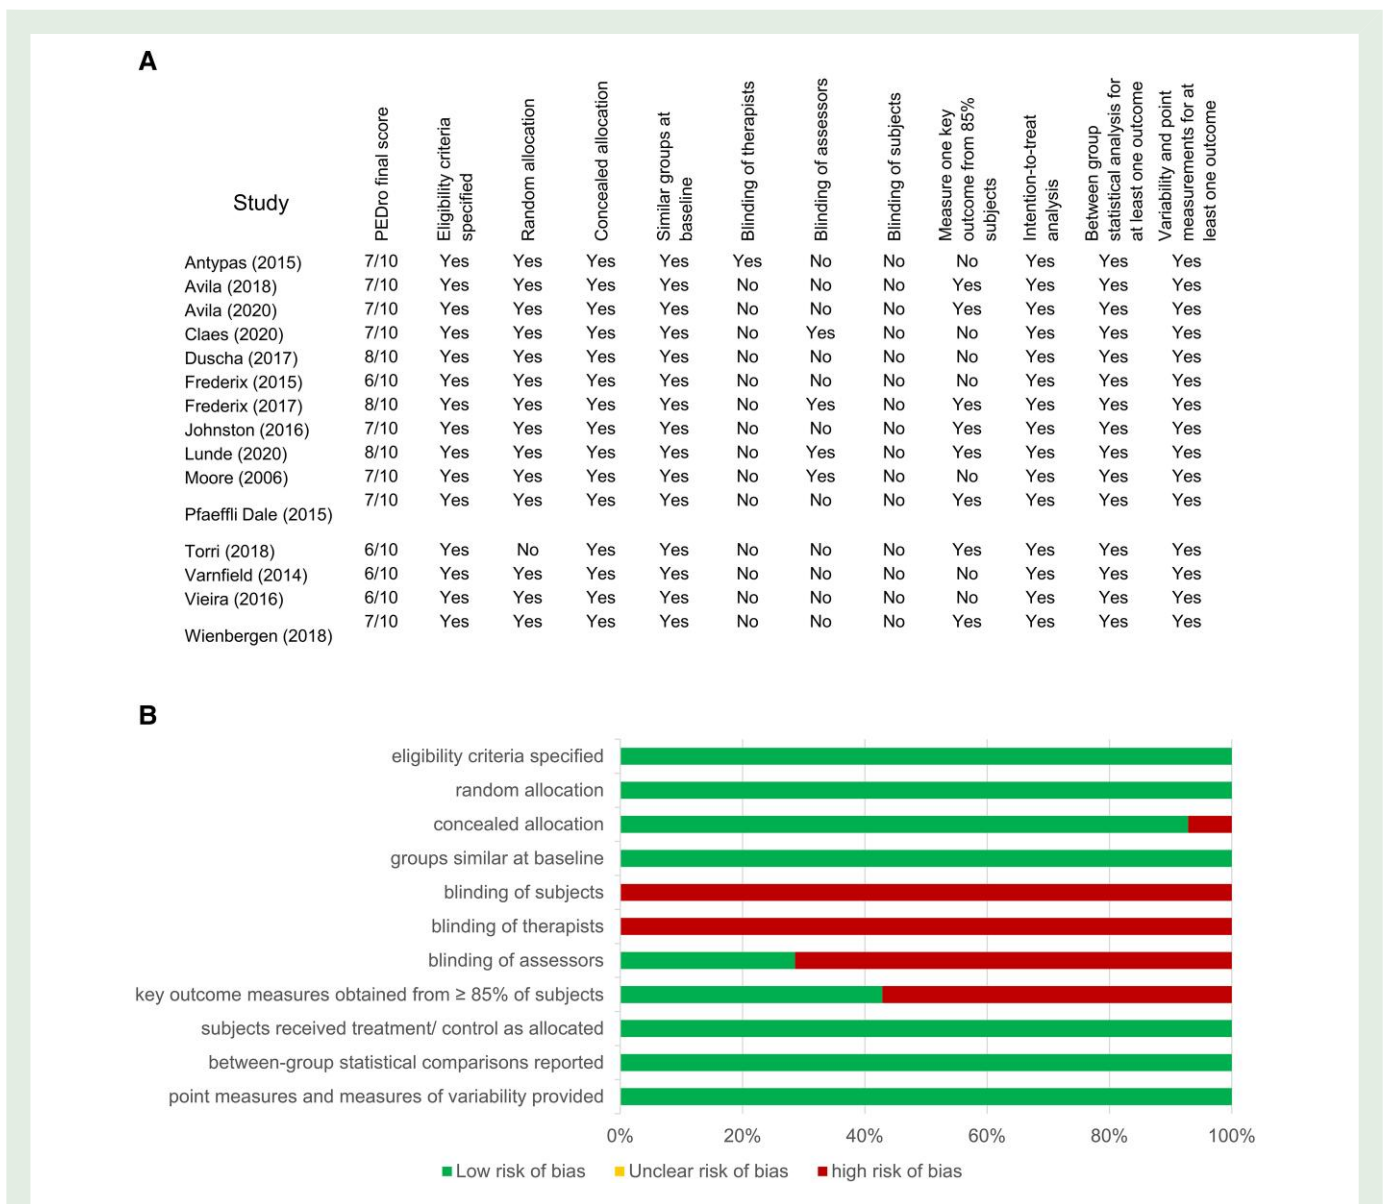 A
Study
PEDro final score
Eligibility criteria
specified
Random allocation
Concealed allocation
Similar groups at
baseline
Blinding of therapists
Blinding of assessors
Blinding of subjects
Measure one key
outcome from 85%
subjects
Intention-to-treat
analysis
Between group
statistical analysis for
at least one outcome
Variability and point
measurements for at
least one outcome
Antypas (2015) 7/10 Yes Yes Yes Yes Yes No No No Yes Yes Yes
Avila (2018) 7/10 Yes Yes Yes Yes No No No Yes Yes Yes Yes
Avila (2020) 7/10 Yes Yes Yes Yes No No No Yes Yes Yes Yes
Claes (2020) 7/10 Yes Yes Yes Yes No Yes No No Yes Yes Yes
Duscha (2017) 8/10 Yes Yes Yes Yes No No No No Yes Yes Yes
Frederix (2015) 6/10 Yes Yes Yes Yes No No No No Yes Yes Yes
Frederix (2017) 8/10 Yes Yes Yes Yes No Yes No Yes Yes Yes Yes
Johnston (2016) 7/10 Yes Yes Yes Yes No No No Yes Yes Yes Yes
Lunde (2020) 8/10 Yes Yes Yes Yes No Yes No Yes Yes Yes Yes
Moore (2006) 7/10 Yes Yes Yes Yes No Yes No No Yes Yes Yes
Pfaeffli Dale (2015) 7/10 Yes Yes Yes Yes No No No Yes Yes Yes Yes
Torri (2018) 6/10 Yes No Yes Yes No No No Yes Yes Yes Yes
Varnfield (2014) 6/10 Yes Yes Yes Yes No No No No Yes Yes Yes
Vieira (2016) 6/10 Yes Yes Yes Yes No No No No Yes Yes Yes
Wienbergen (2018) 7/10 Yes Yes Yes Yes No No No Yes Yes Yes Yes
B
eligibility criteria specified
random allocation
concealed allocation
groups similar at baseline
blinding of subjects
blinding of therapists
blinding of assessors
key outcome measures obtained from ≥ 85% of subjects
subjects received treatment/ control as allocated
between-group statistical comparisons reported
point measures and measures of variability provided
0% 20% 40% 60% 80% 100%
Low risk of bias Unclear risk of bias high risk of bias